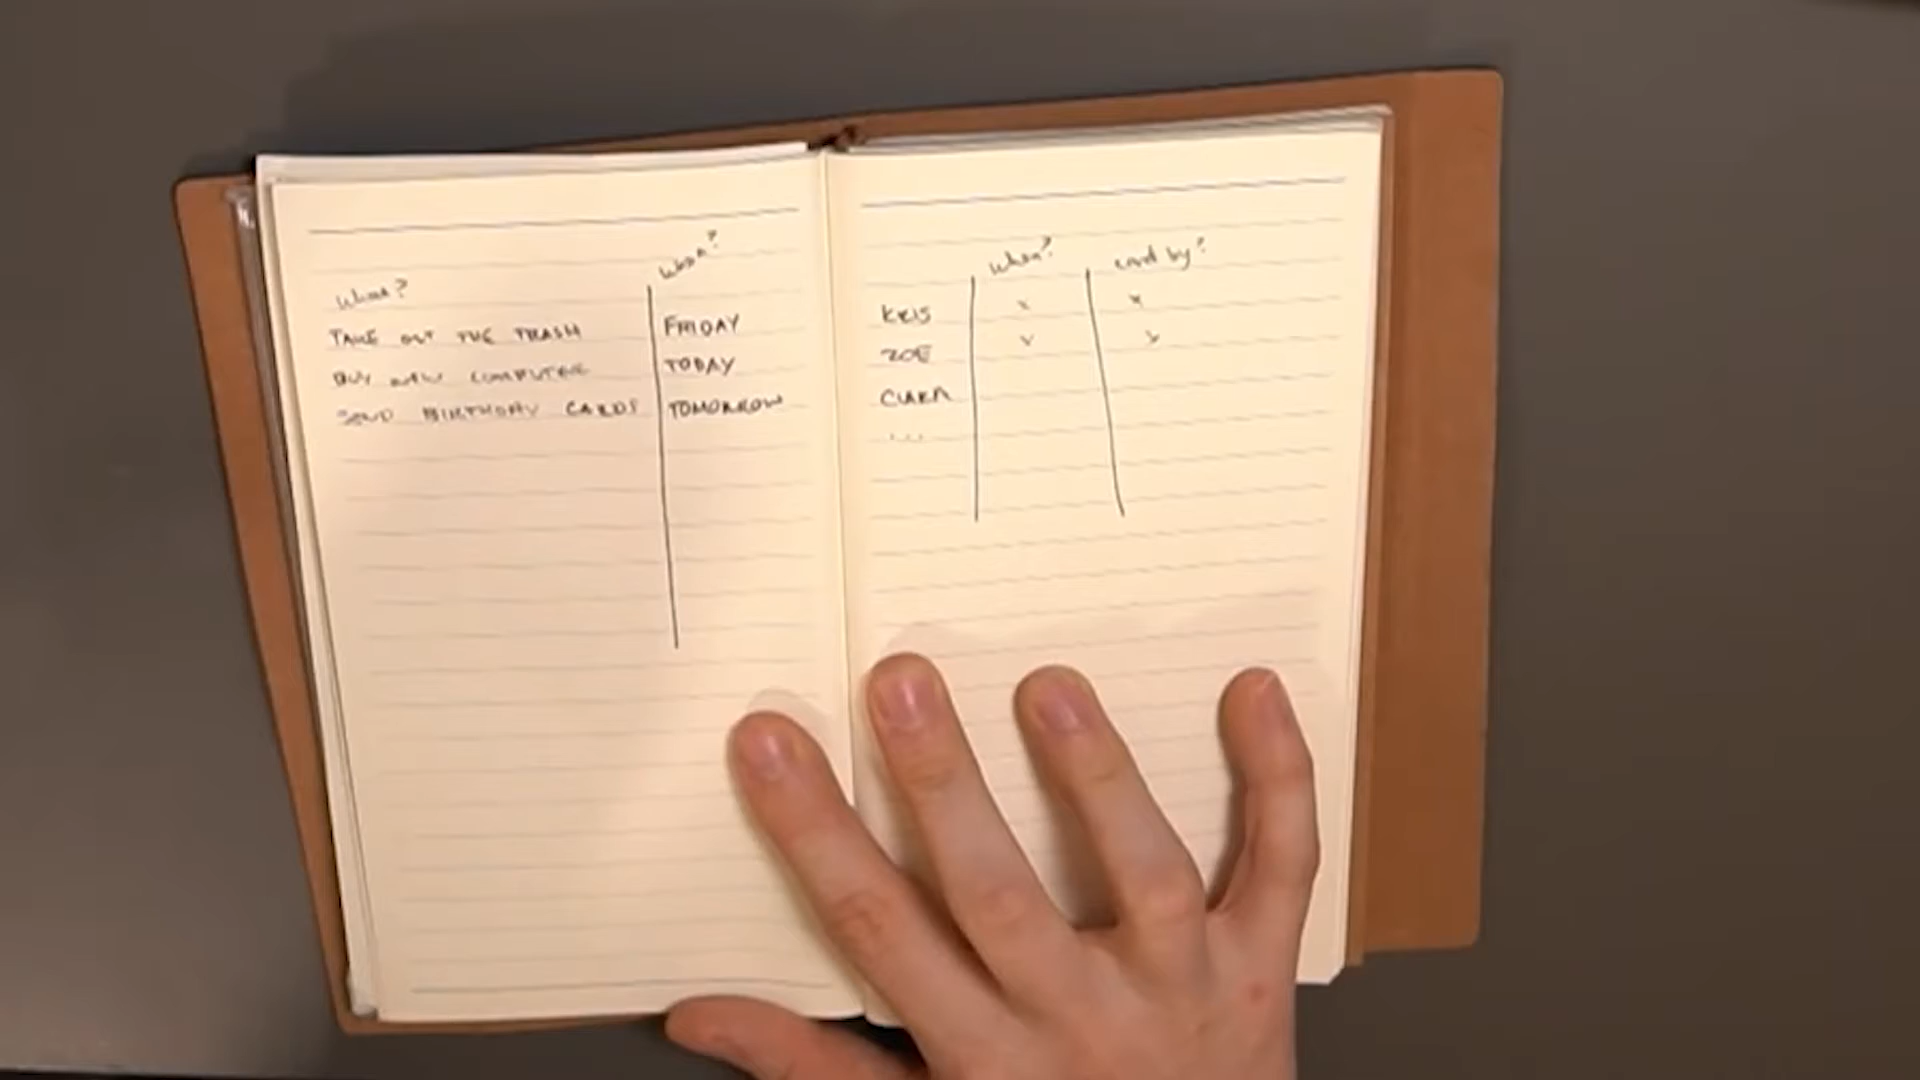 What? When?
TAKE OUT THE TRASH FRIDAY
BUY NEW COMPUTER TODAY
SEND BIRTHDAY CARDS TOMORROW
When? card by?
KRIS x x
ZOE v v
CLARA
...